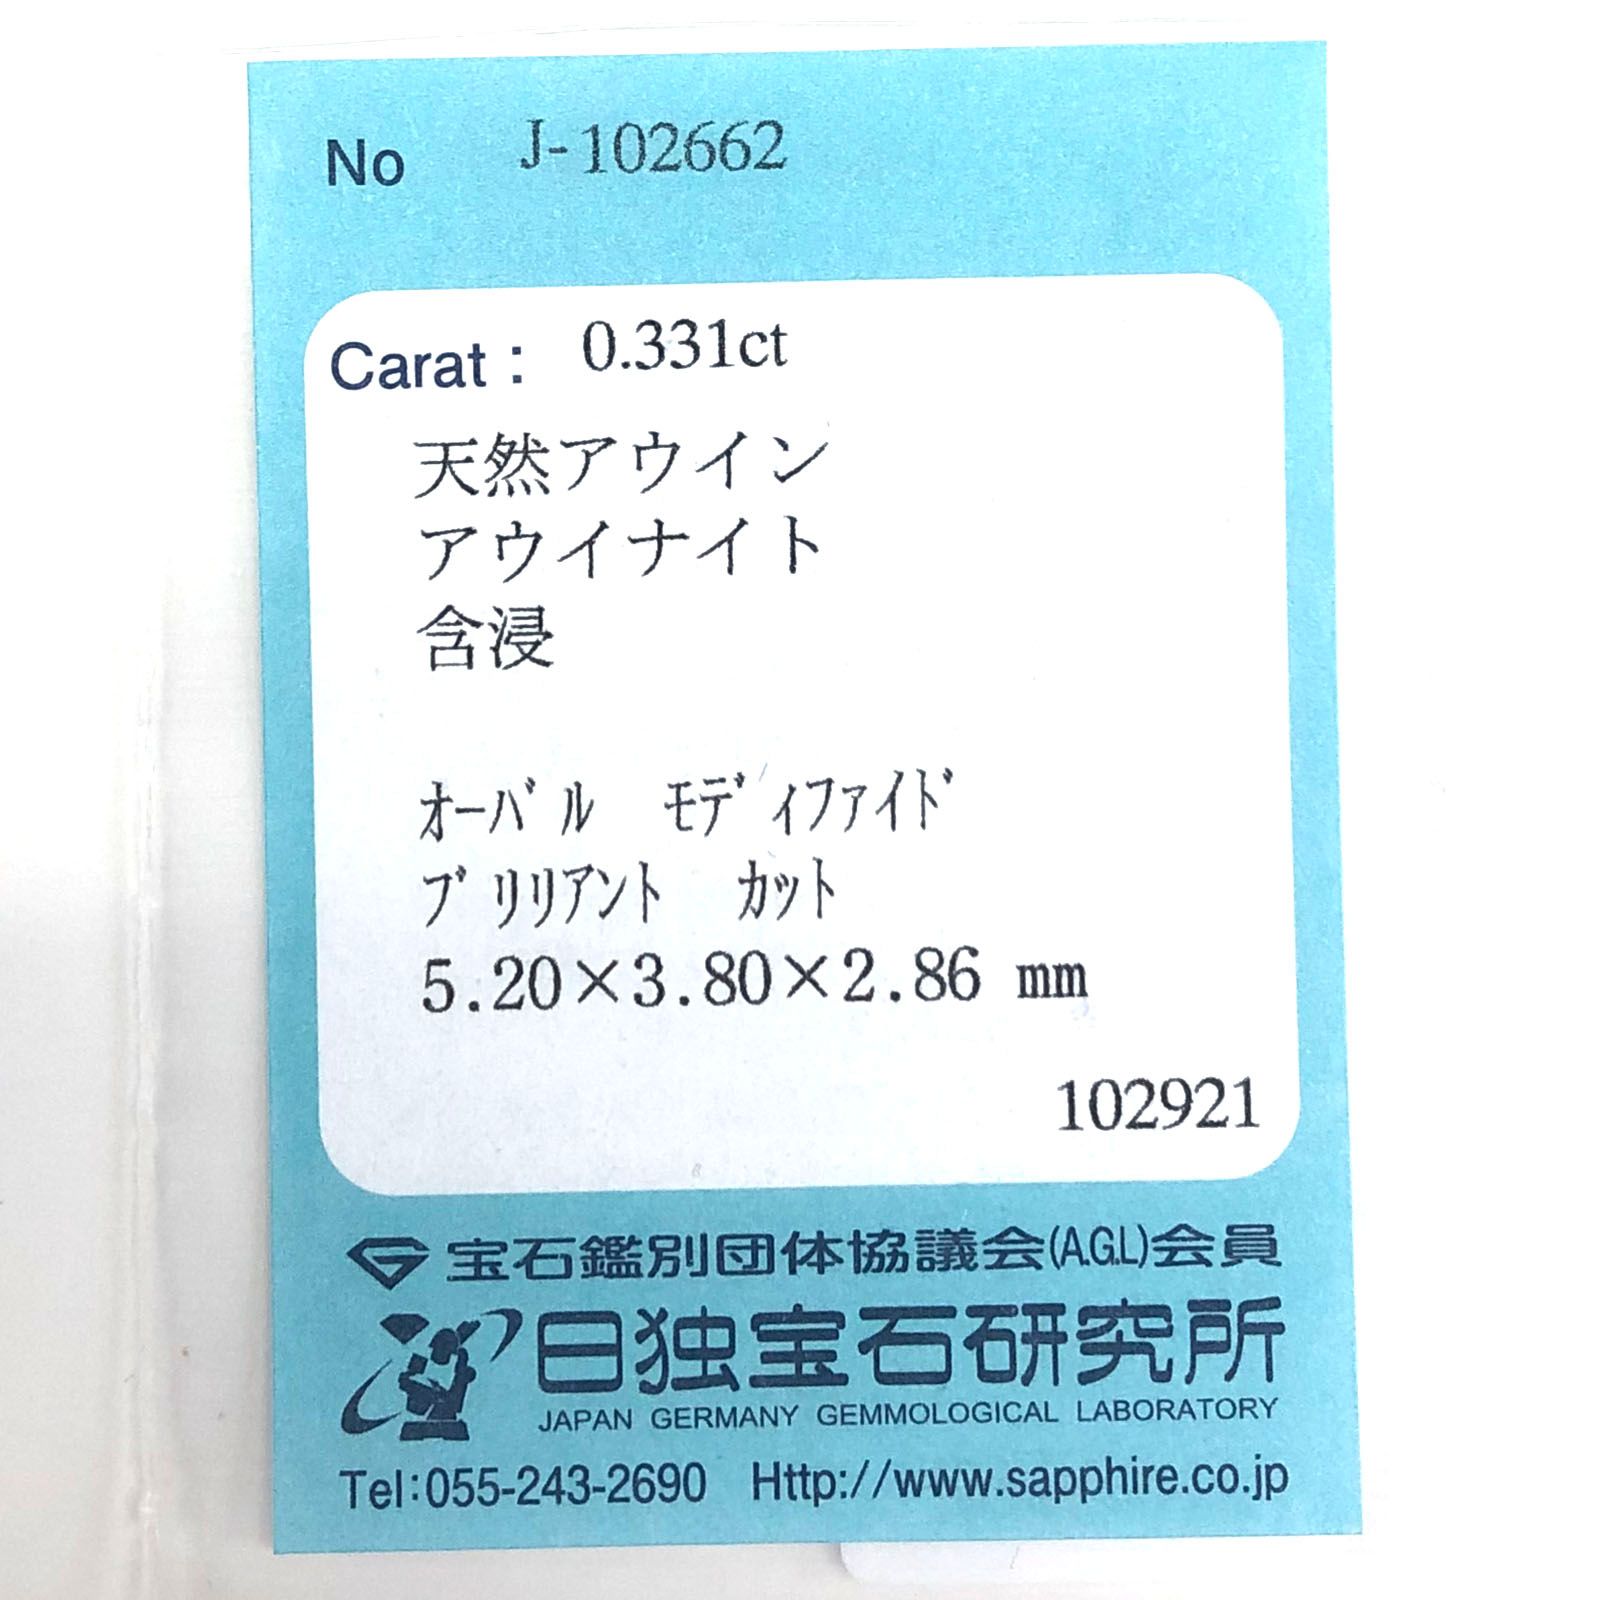 No J-102662
Carat : 0.331ct
天然アウイン
アウイナイト
含浸
ｵｰﾊﾞﾙ ﾓﾃﾞｨﾌｧｲﾄﾞ
ﾌﾞﾘﾘｱﾝﾄ ｶｯﾄ
5.20×3.80×2.86 mm
102921
宝石鑑別団体協議会(A.G.L)会員
日独宝石研究所
JAPAN GERMANY GEMMOLOGICAL LABORATORY
Tel:055-243-2690 Http://www.sapphire.co.jp